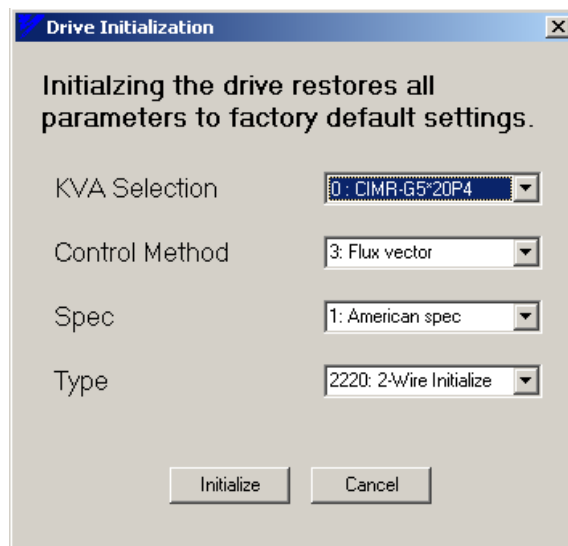 Drive Initialization
Initialzing the drive restores all
parameters to factory default settings.
KVA Selection
0 : CIMR-G5*20P4
Control Method
3: Flux vector
Spec
1: American spec
Type
2220: 2-Wire Initialize
Initialize
Cancel